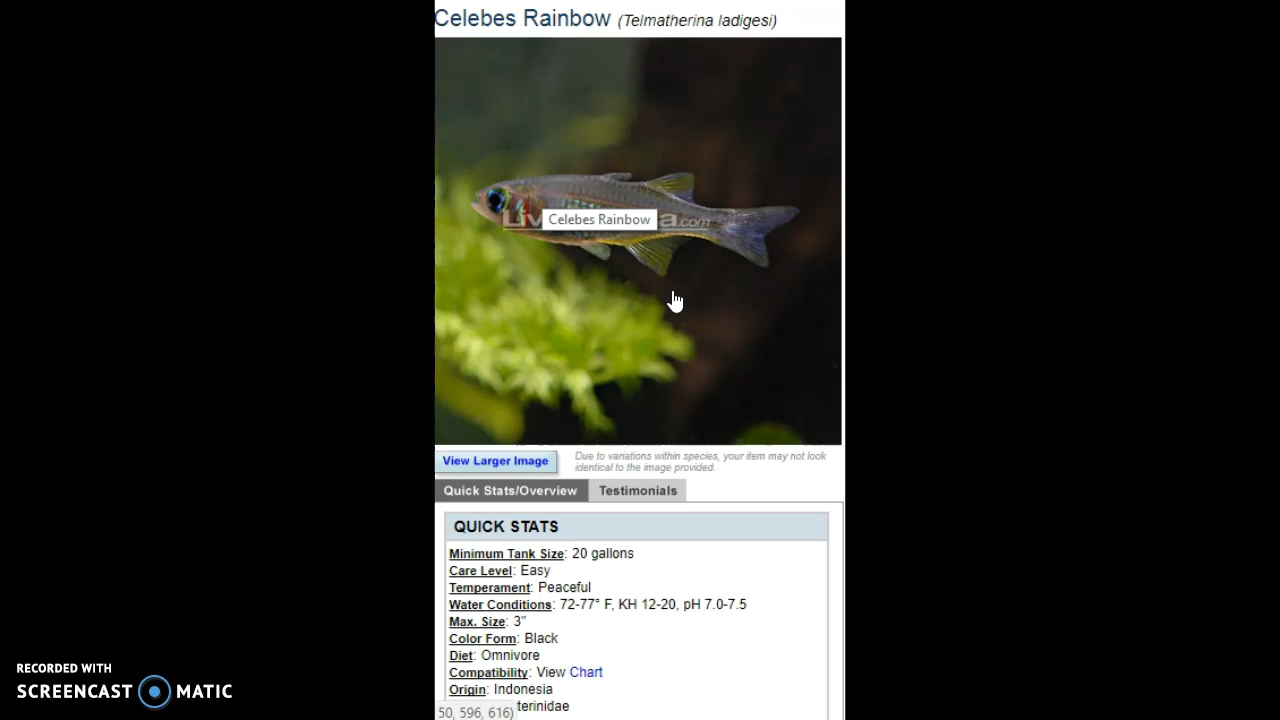 Celebes Rainbow (Telmatherina ladigesi)
Celebes Rainbow
a.com
View Larger Image
Due to variations within species, your item may not look
identical to the image provided.
Quick Stats/Overview
Testimonials
QUICK STATS
Minimum Tank Size: 20 gallons
Care Level: Easy
Temperament: Peaceful
Water Conditions: 72-77° F, KH 12-20, pH 7.0-7.5
Max. Size: 3"
Color Form: Black
Diet: Omnivore
Compatibility: View Chart
Origin: Indonesia
terinidae
50, 596, 616)
RECORDED WITH
SCREENCAST MATIC